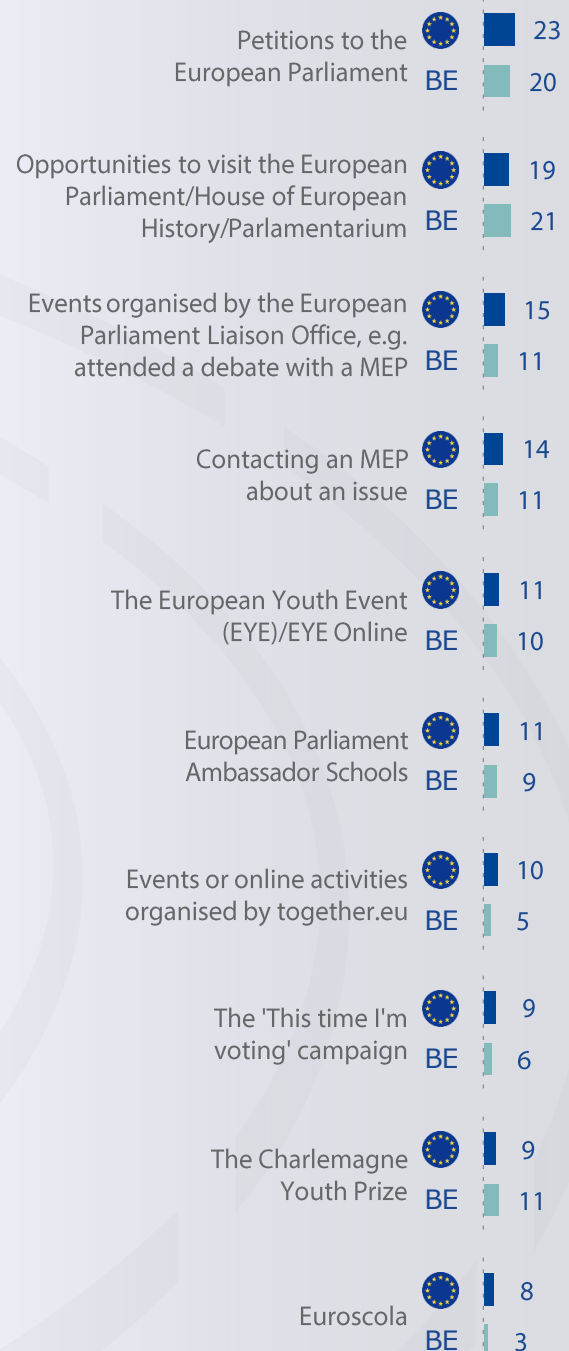 Petitions to the
European Parliament
23
BE 20
Opportunities to visit the European
Parliament/House of European
History/Parlamentarium
19
BE 21
Events organised by the European
Parliament Liaison Office, e.g.
attended a debate with a MEP
15
BE 11
Contacting an MEP
about an issue
14
BE 11
The European Youth Event
(EYE)/EYE Online
11
BE 10
European Parliament
Ambassador Schools
11
BE 9
Events or online activities
organised by together.eu
10
BE 5
The 'This time I'm
voting' campaign
9
BE 6
The Charlemagne
Youth Prize
9
BE 11
Euroscola
8
BE 3